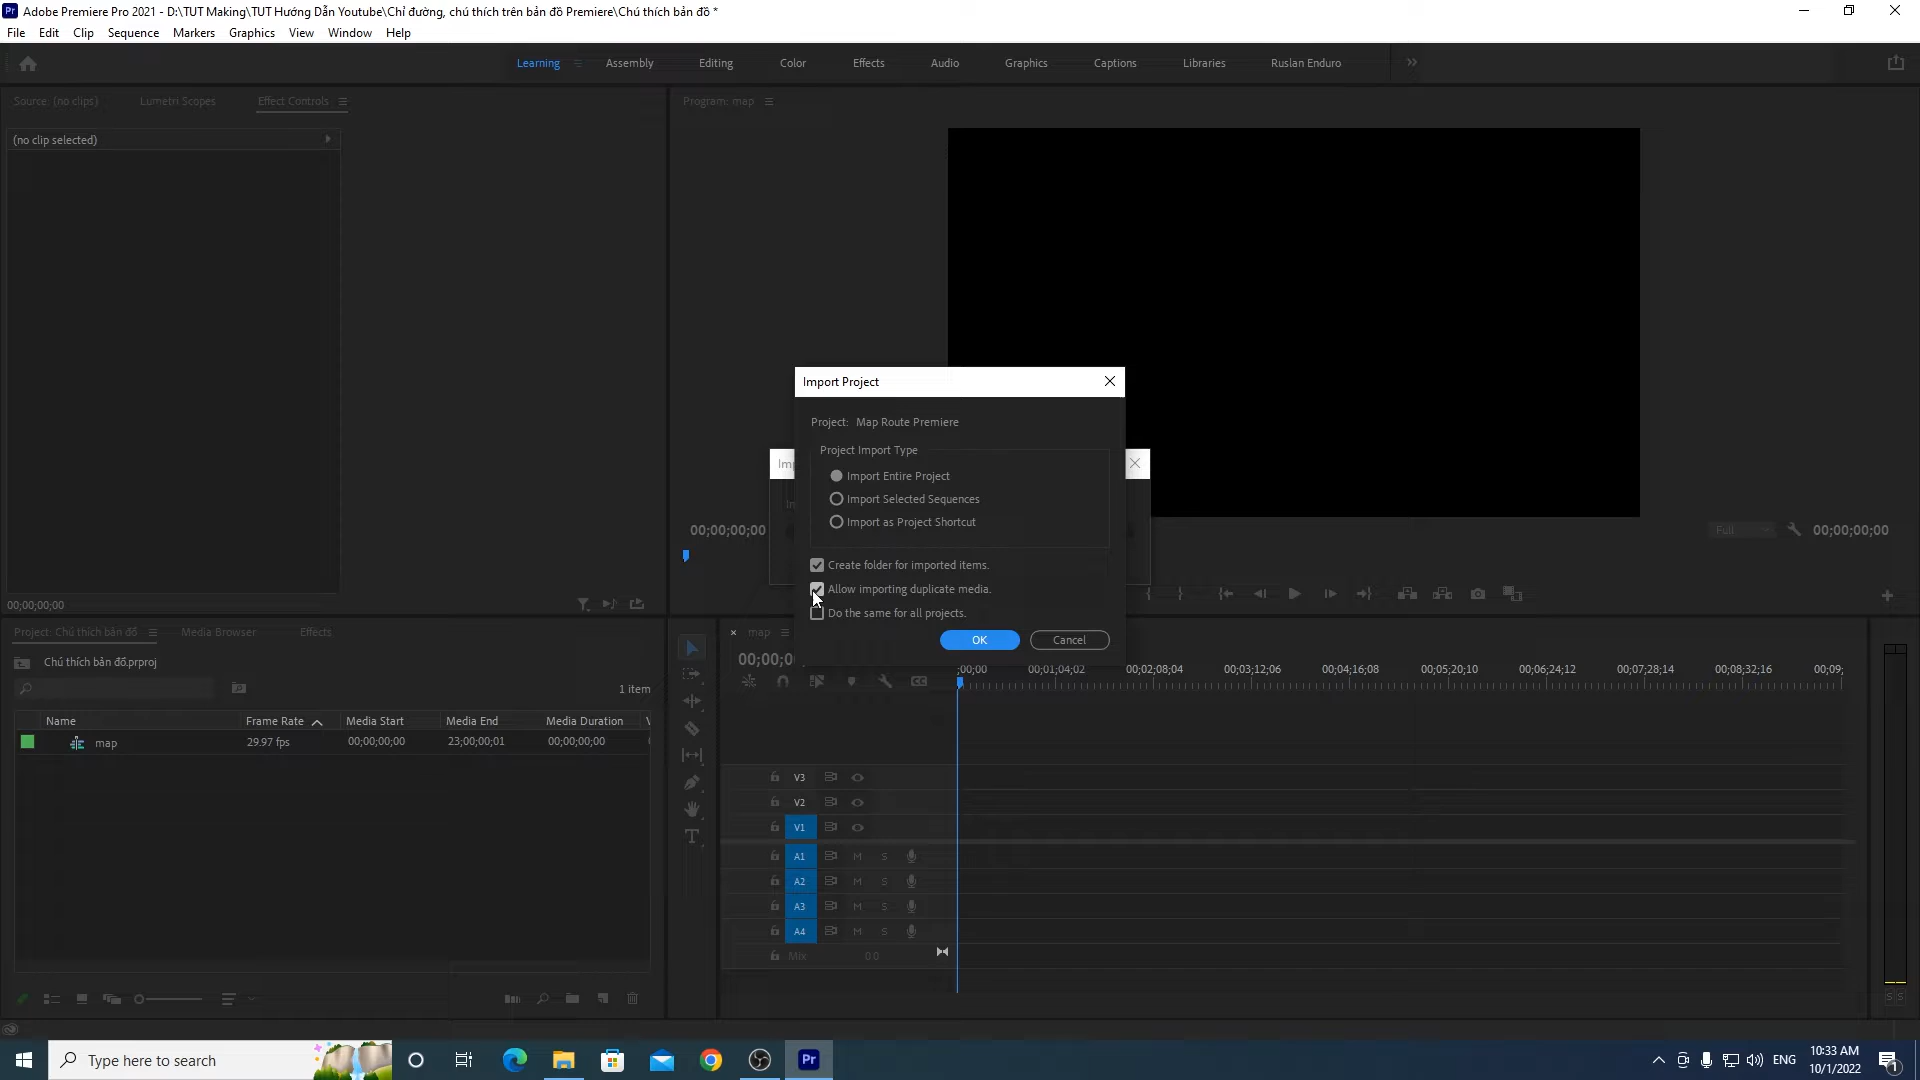 Adobe Premiere Pro 2021 - D:\TUT Making\TUT Hướng Dẫn Youtube\Chỉ đường, chú thích trên bản đồ Premiere\Chú thích bản đồ *
File Edit Clip Sequence Markers Graphics View Window Help
Learning Assembly Editing Color Effects Audio Graphics Captions Libraries Ruslan Enduro
Source: (no clips) Lumetri Scopes Effect Controls Program: map
(no clip selected)
Import Project
Project: Map Route Premiere
Project Import Type
Import Entire Project
Import Selected Sequences
Import as Project Shortcut
00;00;00;00 Full 00;00;00;00
Create folder for imported items.
Allow importing duplicate media.
Do the same for all projects.
OK Cancel
00;00;00;00
Project: Chú thích bản đồ Media Browser Effects
map
Chú thích bản đồ.prproj
1 item
;00;00 00;01;04;02 00;02;08;04 00;03;12;06 00;04;16;08 00;05;20;10 00;06;24;12 00;07;28;14 00;08;32;16 00;09;
Name Frame Rate Media Start Media End Media Duration
map 29.97 fps 00;00;00;00 23;00;00;01 00;00;00;00
V3
V2
V1
A1 M S
A2 M S
A3 M S
A4 M S
Mix 0.0
S S
Type here to search
Pr
ENG
10:33 AM
10/1/2022
1